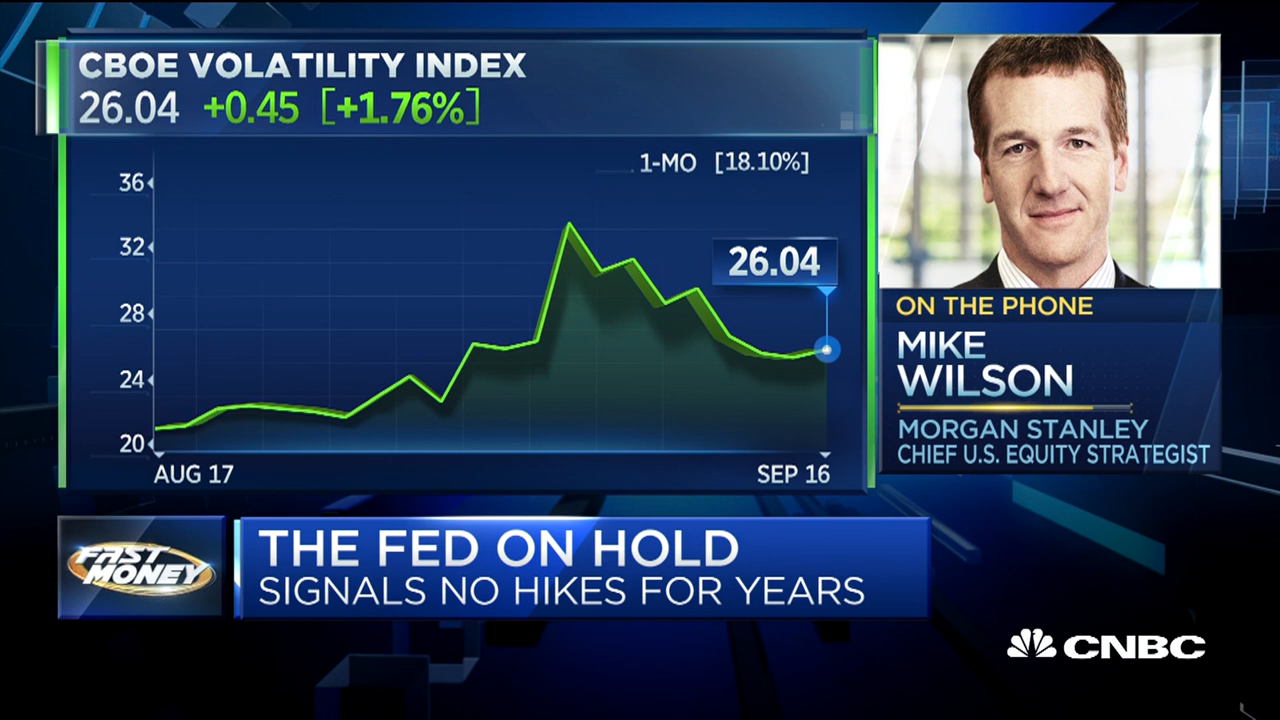 CBOE VOLATILITY INDEX
26.04 +0.45 [+1.76%]
1-MO [18.10%]
36
32
28
24
20
26.04
AUG 17
SEP 16
ON THE PHONE
MIKE
WILSON
MORGAN STANLEY
CHIEF U.S. EQUITY STRATEGIST
FAST
MONEY
THE FED ON HOLD
SIGNALS NO HIKES FOR YEARS
CNBC